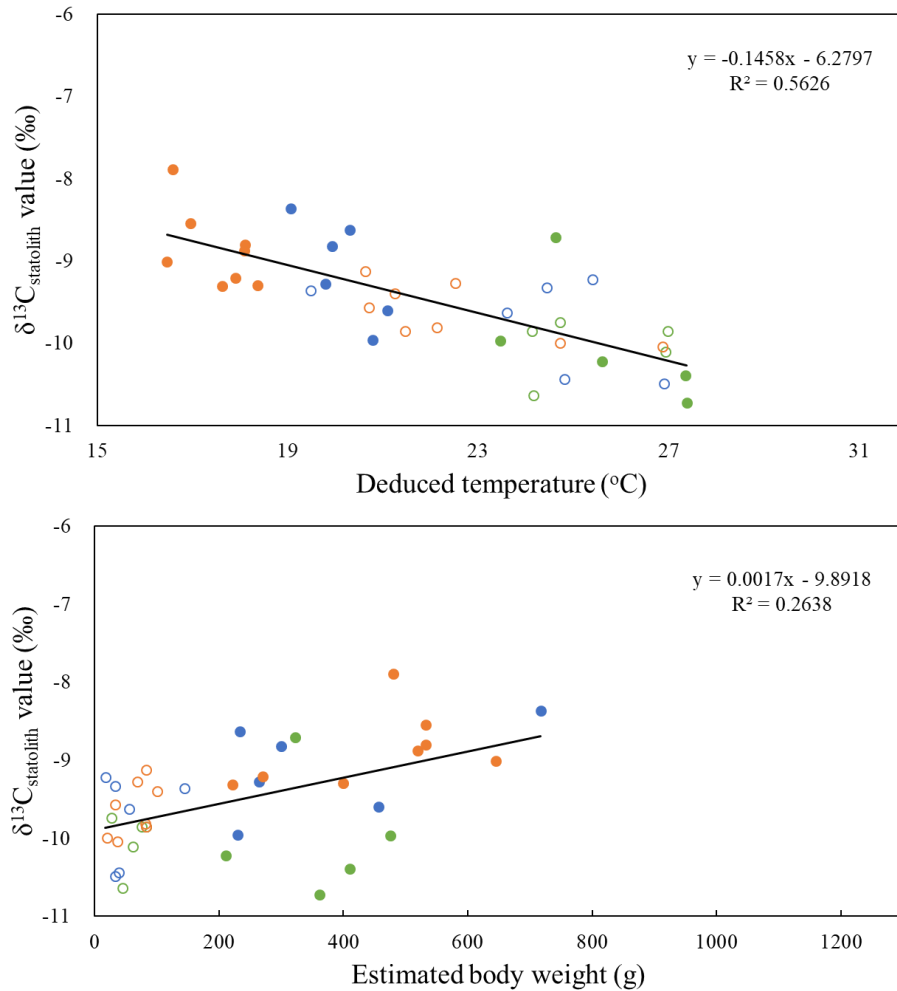 -6
-7
-8
-9
-10
-11
δ¹³C_statolith value (‰)
y = -0.1458x - 6.2797
R² = 0.5626
15 19 23 27 31
Deduced temperature (°C)
-6
-7
-8
-9
-10
-11
δ¹³C_statolith value (‰)
y = 0.0017x - 9.8918
R² = 0.2638
0 200 400 600 800 1000 1200
Estimated body weight (g)